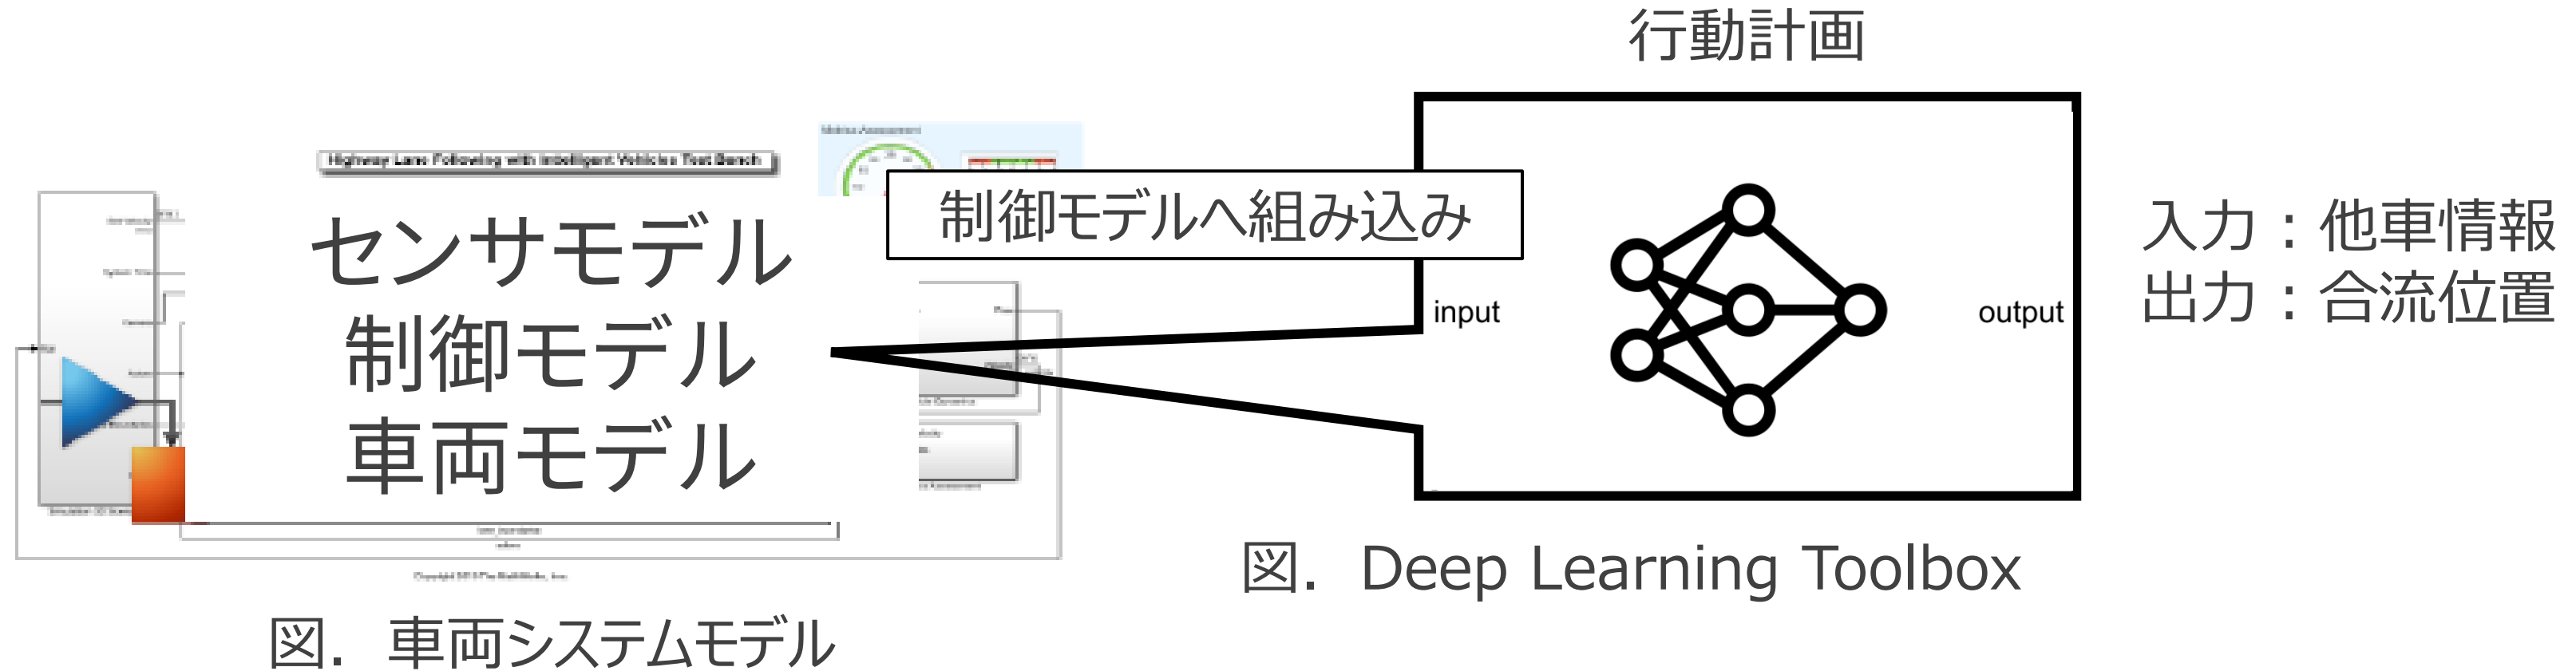 行動計画
Metrics Assessment
Highway Lane Following with Intelligent Vehicles Test Bench
制御モデルへ組み込み
センサモデル
制御モデル
車両モデル
input
output
入力：他車情報
出力：合流位置
図. Deep Learning Toolbox
図. 車両システムモデル